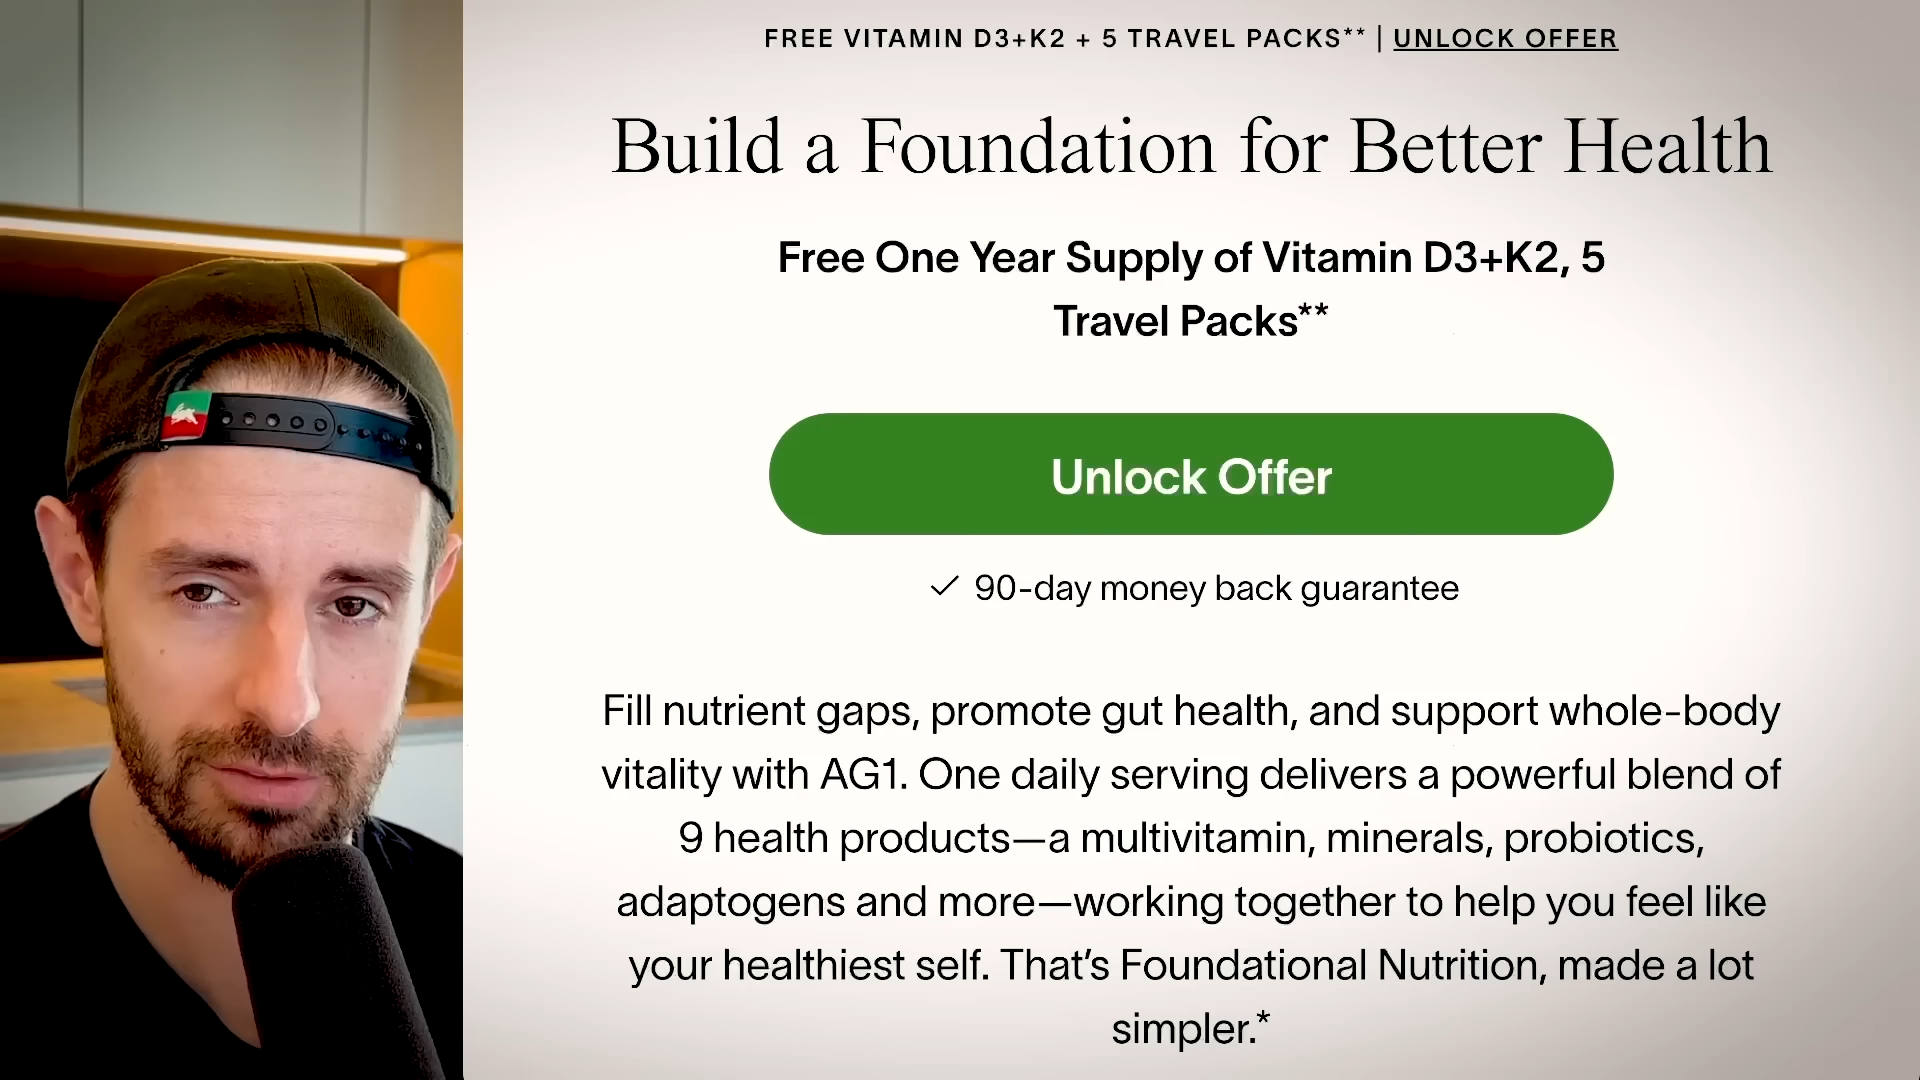 FREE VITAMIN D3+K2 + 5 TRAVEL PACKS** | UNLOCK OFFER
Build a Foundation for Better Health
Free One Year Supply of Vitamin D3+K2, 5
Travel Packs**
Unlock Offer
✓ 90-day money back guarantee
Fill nutrient gaps, promote gut health, and support whole-body
vitality with AG1. One daily serving delivers a powerful blend of
9 health products—a multivitamin, minerals, probiotics,
adaptogens and more—working together to help you feel like
your healthiest self. That’s Foundational Nutrition, made a lot
simpler.*